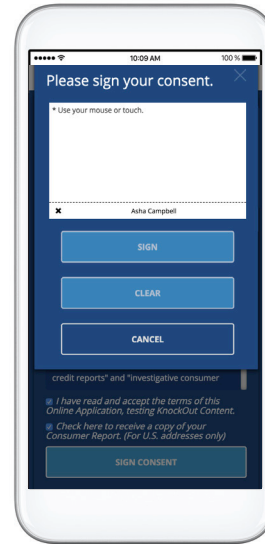 10:09 AM 100 %
Please sign your consent.
* Use your mouse or touch.
✖ Asha Campbell
SIGN
CLEAR
CANCEL
credit reports" and "investigative consumer
I have read and accept the terms of this
Online Application, testing KnockOut Content.
Check here to receive a copy of your
Consumer Report. (For U.S. addresses only)
SIGN CONSENT